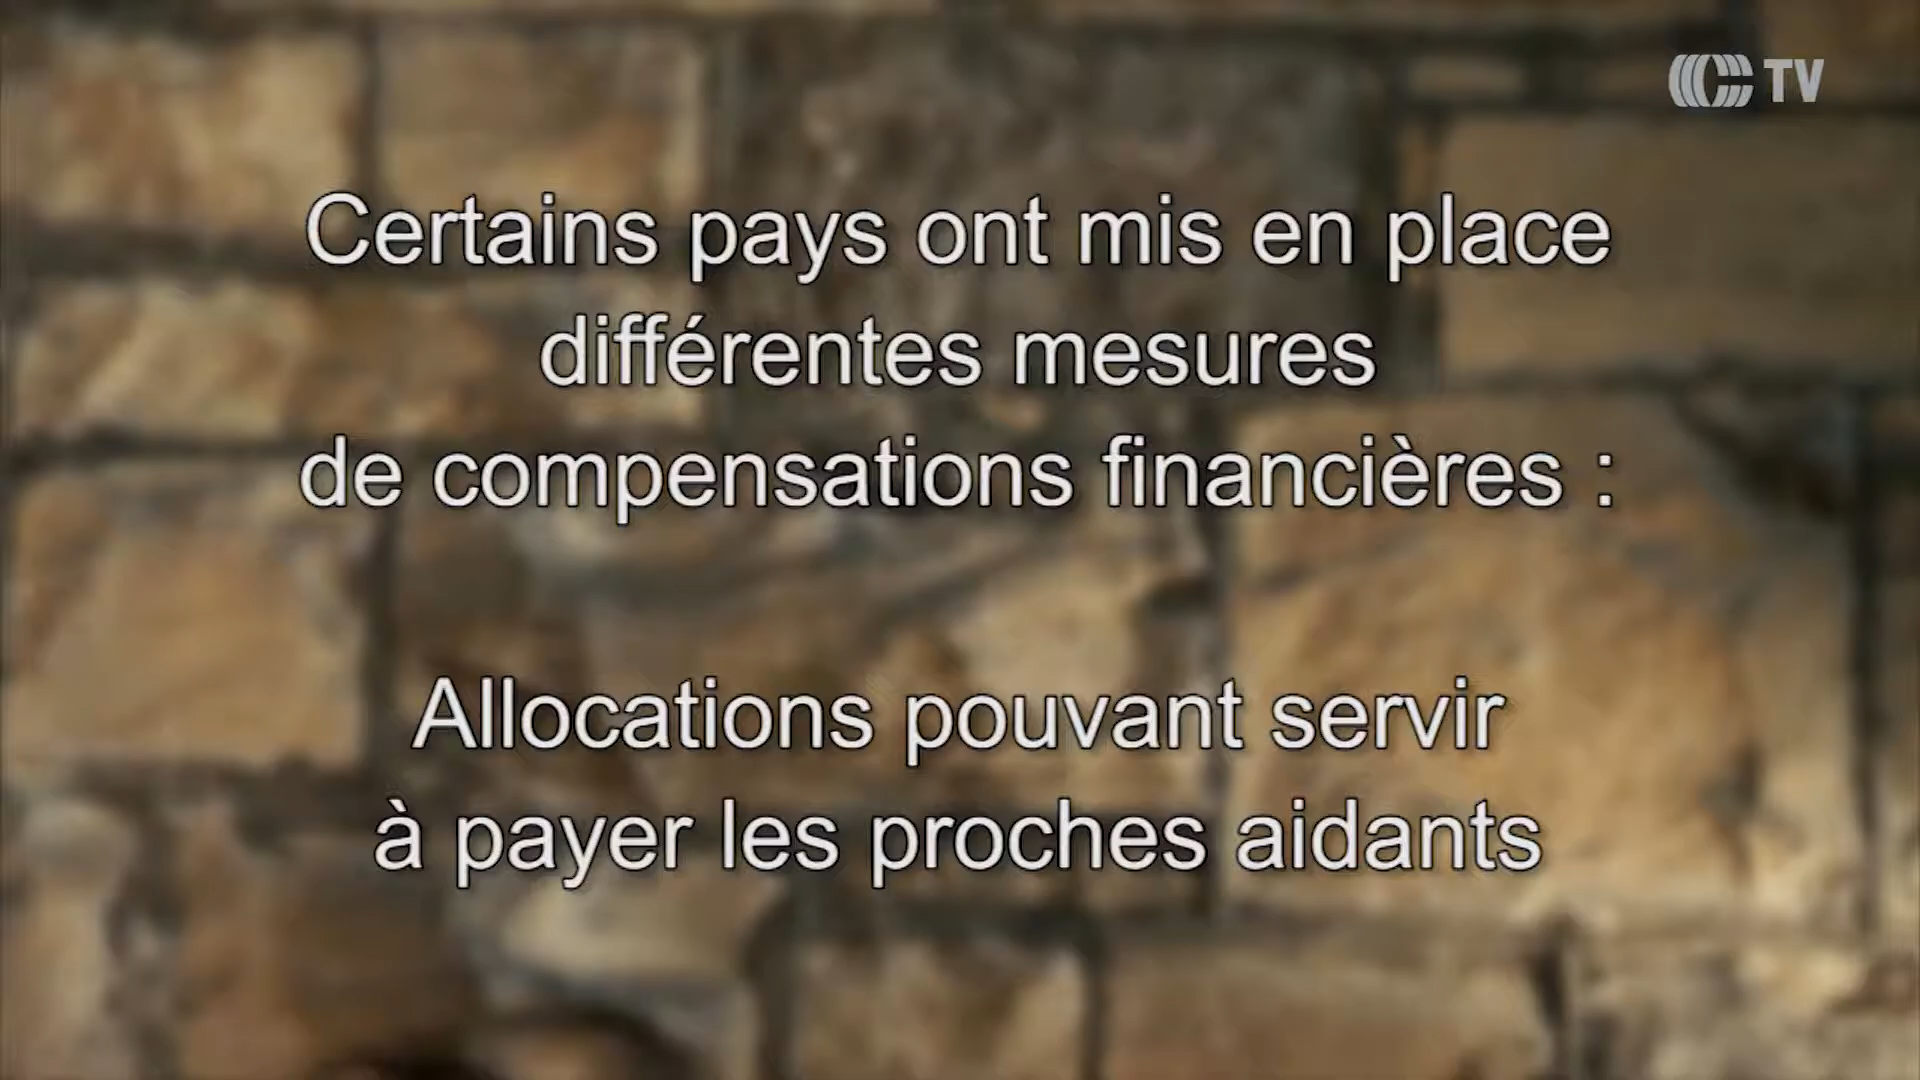 TV
Certains pays ont mis en place
différentes mesures
de compensations financières :
Allocations pouvant servir
à payer les proches aidants